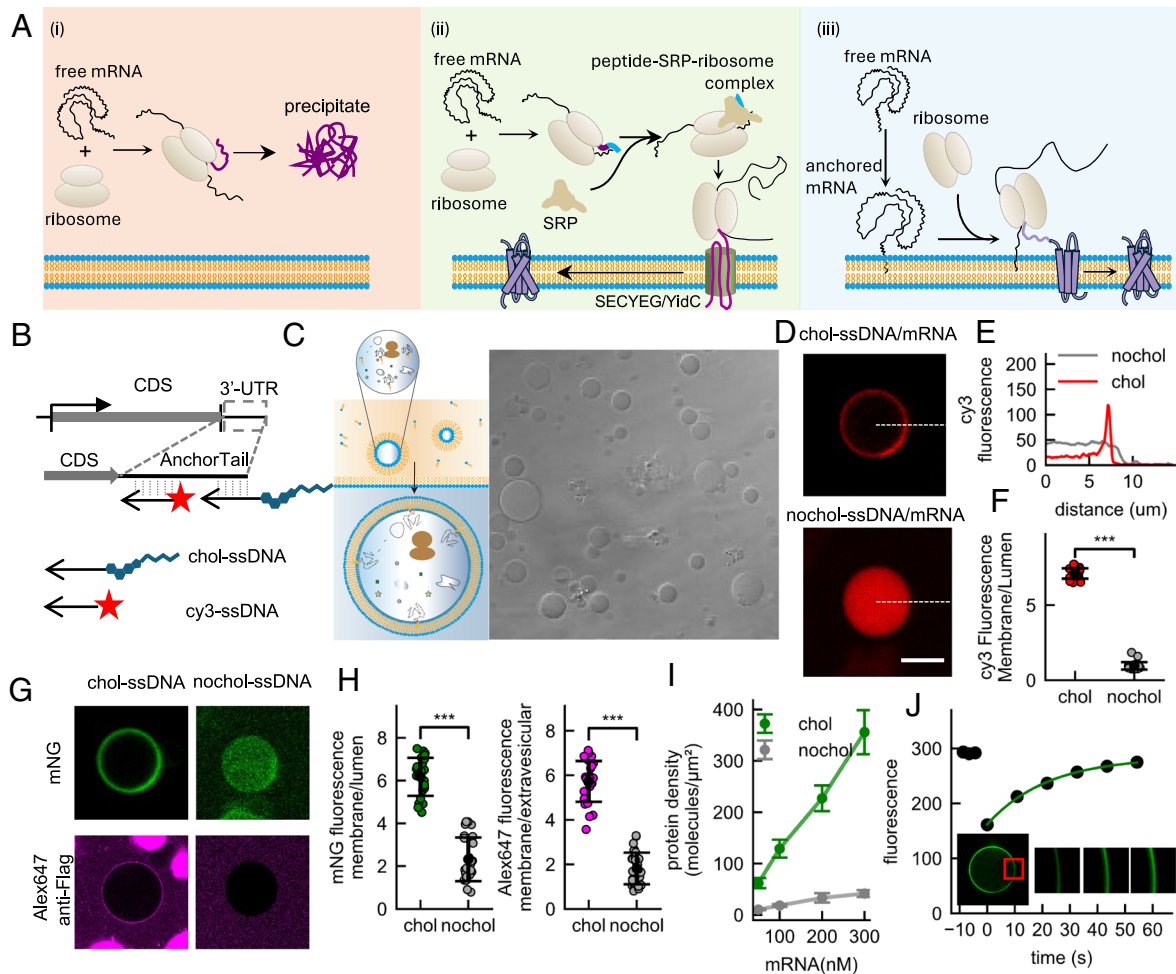 A
(i)
free mRNA
+
ribosome
precipitate
(ii)
free mRNA
+
ribosome
SRP
peptide-SRP-ribosome
complex
SECYEG/YidC
(iii)
free mRNA
ribosome
anchored
mRNA
B
CDS
3'-UTR
CDS
AnchorTail
chol-ssDNA
cy3-ssDNA
C
D
chol-ssDNA/mRNA
nochol-ssDNA/mRNA
E
cy3
fluorescence
200
150
100
50
0
nochol
chol
0
5
10
distance (um)
F
cy3 Fluorescence
Membrane/Lumen
5
0
***
chol
nochol
G
chol-ssDNA
nochol-ssDNA
mNG
Alex647
anti-Flag
H
mNG fluorescence
membrane/lumen
8
6
4
2
0
***
chol nochol
Alex647 fluorescence
membrane/extravesicular
8
6
4
2
0
***
chol nochol
I
protein density
(molecules/μm²)
400
300
200
100
0
chol
nochol
100
200
300
mRNA(nM)
J
fluorescence
300
200
100
0
-10 0 10 20 30 40 50 60
time (s)